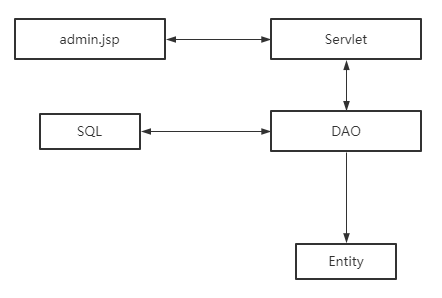 admin.jsp
Servlet
SQL
DAO
Entity